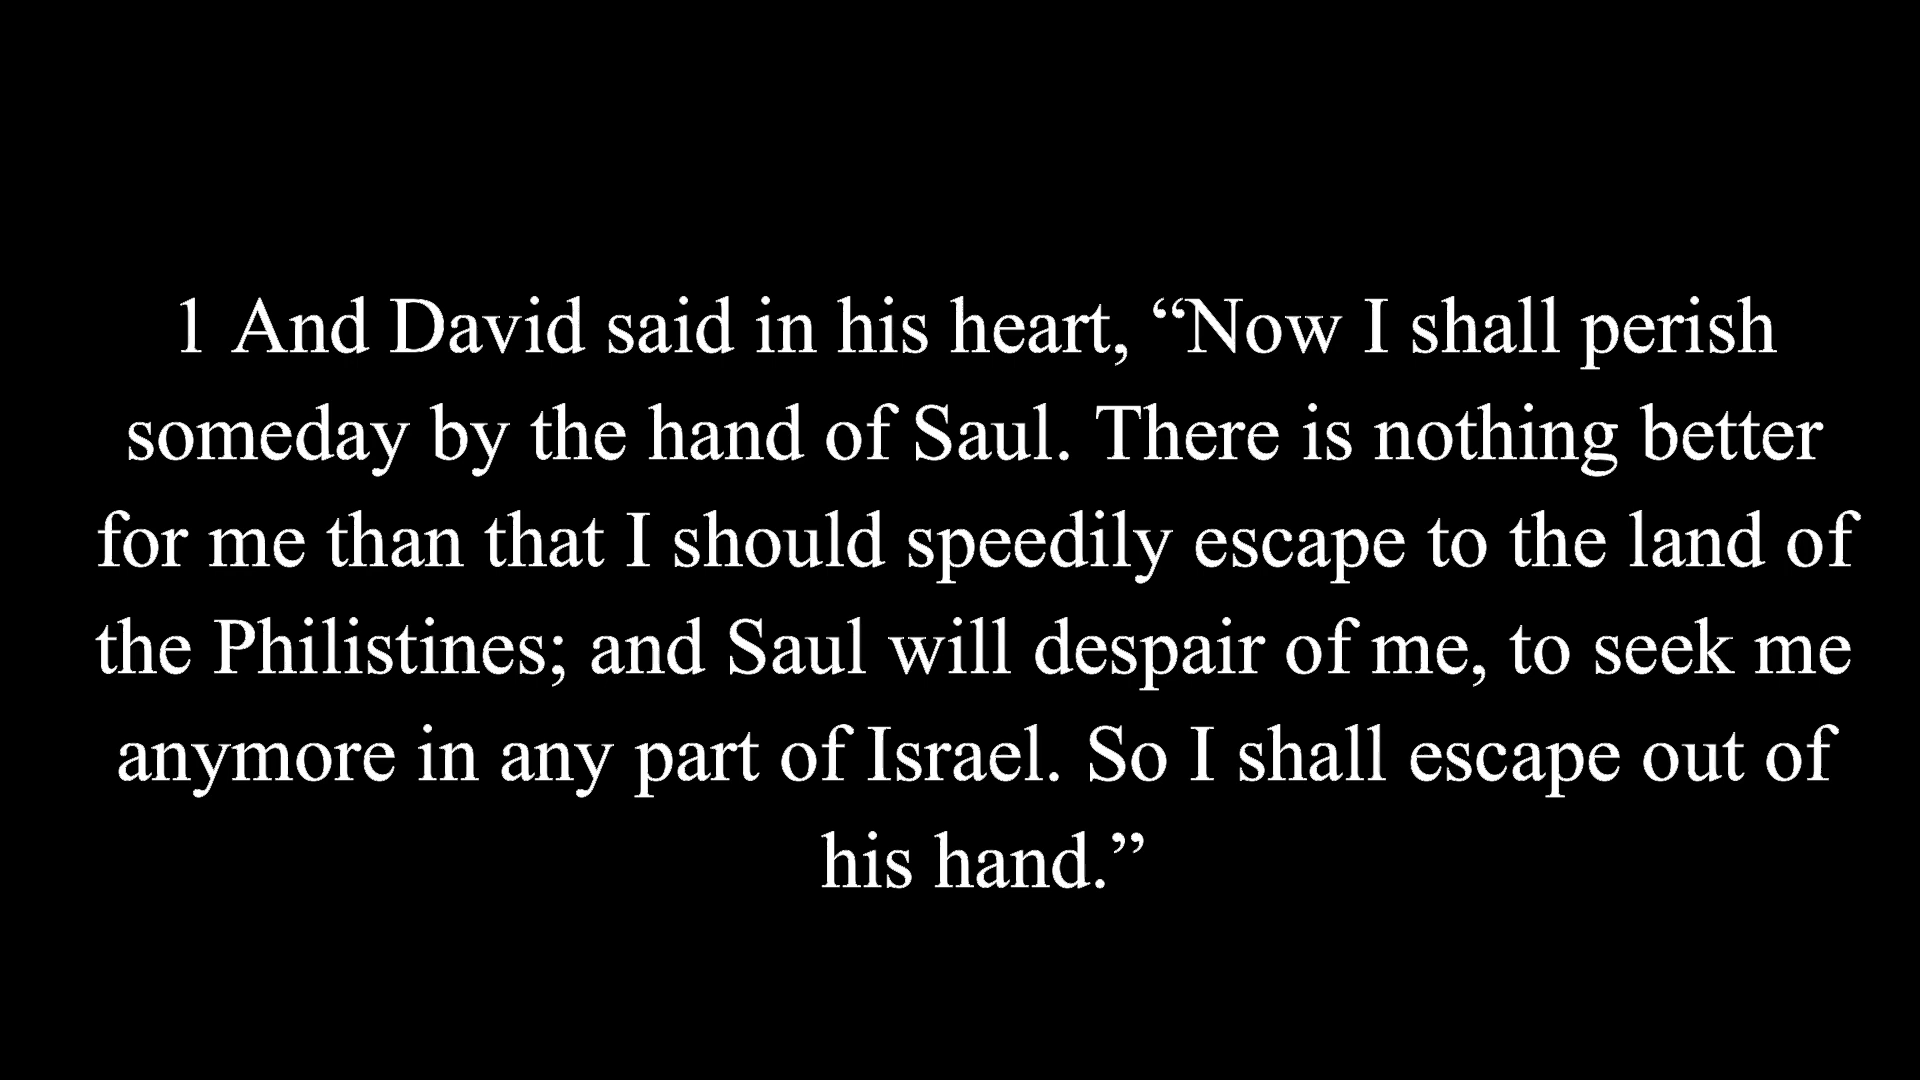 1 And David said in his heart, “Now I shall perish
someday by the hand of Saul. There is nothing better
for me than that I should speedily escape to the land of
the Philistines; and Saul will despair of me, to seek me
anymore in any part of Israel. So I shall escape out of
his hand.”